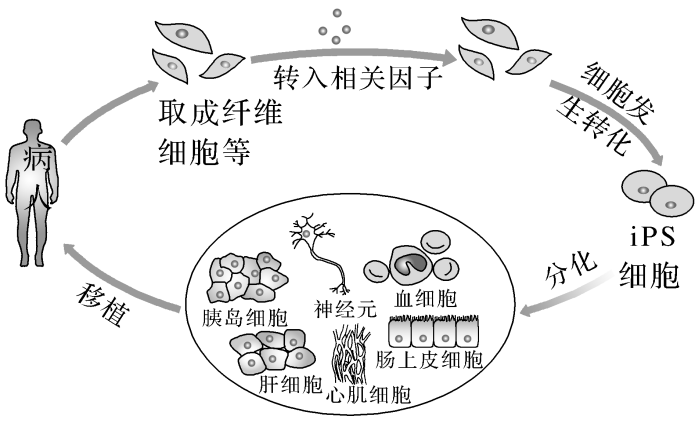 转入相关因子
取成纤维
细胞等
细胞发
生转化
病
iPS
细胞
分化
移植
胰岛细胞
神经元
血细胞
肝细胞
心肌细胞
肠上皮细胞